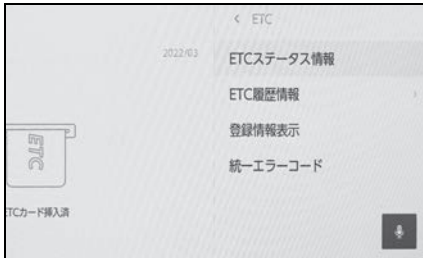 < ETC
2022/03
ETCステータス情報
ETC履歴情報
登録情報表示
統一エラーコード
ETC
ETCカード挿入済